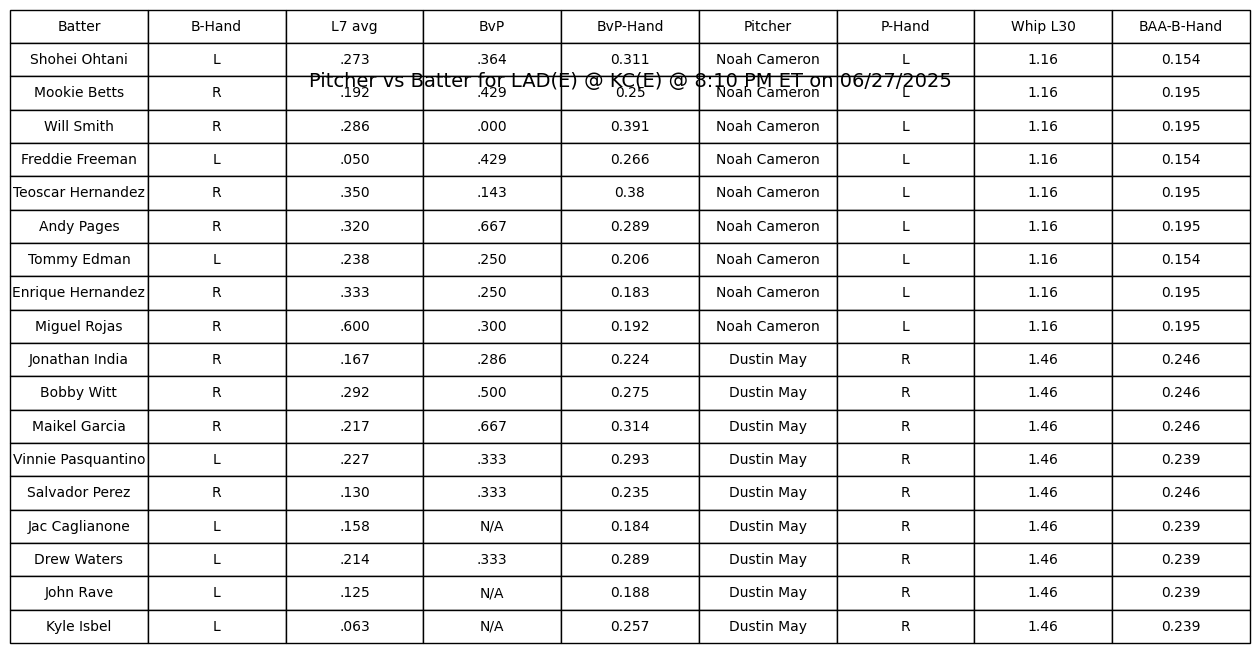 Batter B-Hand L7 avg BvP BvP-Hand Pitcher P-Hand Whip L30 BAA-B-Hand
Shohei Ohtani L .273 .364 0.311 Noah Cameron L 1.16 0.154
Pitcher vs Batter for LAD(E) @ KC(E) @ 8:10 PM ET on 06/27/2025
Mookie Betts R .192 .429 0.25 Noah Cameron L 1.16 0.195
Will Smith R .286 .000 0.391 Noah Cameron L 1.16 0.195
Freddie Freeman L .050 .429 0.266 Noah Cameron L 1.16 0.154
Teoscar Hernandez R .350 .143 0.38 Noah Cameron L 1.16 0.195
Andy Pages R .320 .667 0.289 Noah Cameron L 1.16 0.195
Tommy Edman L .238 .250 0.206 Noah Cameron L 1.16 0.154
Enrique Hernandez R .333 .250 0.183 Noah Cameron L 1.16 0.195
Miguel Rojas R .600 .300 0.192 Noah Cameron L 1.16 0.195
Jonathan India R .167 .286 0.224 Dustin May R 1.46 0.246
Bobby Witt R .292 .500 0.275 Dustin May R 1.46 0.246
Maikel Garcia R .217 .667 0.314 Dustin May R 1.46 0.246
Vinnie Pasquantino L .227 .333 0.293 Dustin May R 1.46 0.239
Salvador Perez R .130 .333 0.235 Dustin May R 1.46 0.246
Jac Caglianone L .158 N/A 0.184 Dustin May R 1.46 0.239
Drew Waters L .214 .333 0.289 Dustin May R 1.46 0.239
John Rave L .125 N/A 0.188 Dustin May R 1.46 0.239
Kyle Isbel L .063 N/A 0.257 Dustin May R 1.46 0.239